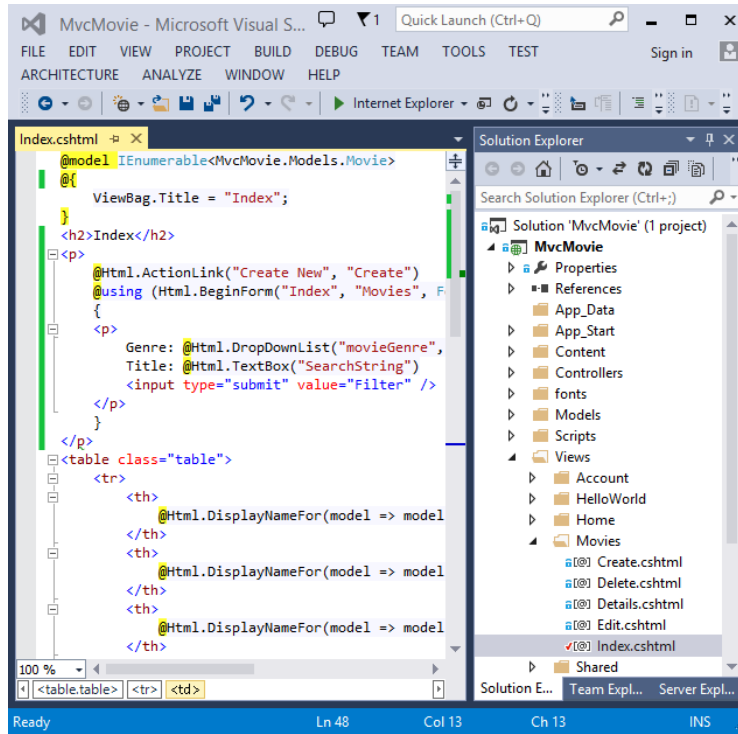 MvcMovie - Microsoft Visual S...
1
Quick Launch (Ctrl+Q)
FILE EDIT VIEW PROJECT BUILD DEBUG TEAM TOOLS TEST
Sign in
ARCHITECTURE ANALYZE WINDOW HELP
Internet Explorer
Index.cshtml
@model IEnumerable<MvcMovie.Models.Movie>
@{
ViewBag.Title = "Index";
}
<h2>Index</h2>
<p>
@Html.ActionLink("Create New", "Create")
@using (Html.BeginForm("Index", "Movies", F
{
<p>
Genre: @Html.DropDownList("movieGenre",
Title: @Html.TextBox("SearchString")
<input type="submit" value="Filter" />
</p>
}
</p>
<table class="table">
<tr>
<th>
@Html.DisplayNameFor(model => model
</th>
<th>
@Html.DisplayNameFor(model => model
</th>
<th>
@Html.DisplayNameFor(model => model
</th>
100 %
<table.table> <tr> <td>
Solution Explorer
Search Solution Explorer (Ctrl+;)
Solution 'MvcMovie' (1 project)
MvcMovie
Properties
References
App_Data
App_Start
Content
Controllers
fonts
Models
Scripts
Views
Account
HelloWorld
Home
Movies
Create.cshtml
Delete.cshtml
Details.cshtml
Edit.cshtml
Index.cshtml
Shared
Solution E... Team Expl... Server Expl...
Ready Ln 48 Col 13 Ch 13 INS